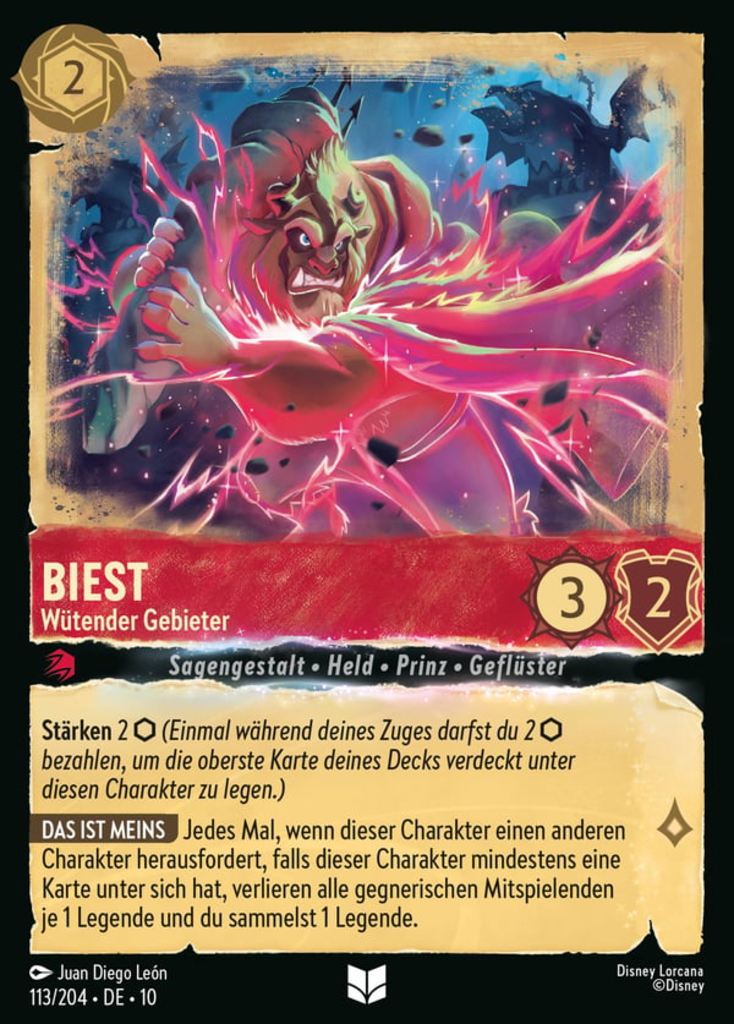 2
BIEST
Wütender Gebieter
3
2
Sagengestalt • Held • Prinz • Geflüster
Stärken 2 ⬡ (Einmal während deines Zuges darfst du 2 ⬡
bezahlen, um die oberste Karte deines Decks verdeckt unter
diesen Charakter zu legen.)
DAS IST MEINS Jedes Mal, wenn dieser Charakter einen anderen
Charakter herausfordert, falls dieser Charakter mindestens eine
Karte unter sich hat, verlieren alle gegnerischen Mitspielenden
je 1 Legende und du sammelst 1 Legende.
Juan Diego León
113/204 • DE • 10
Disney Lorcana
©Disney